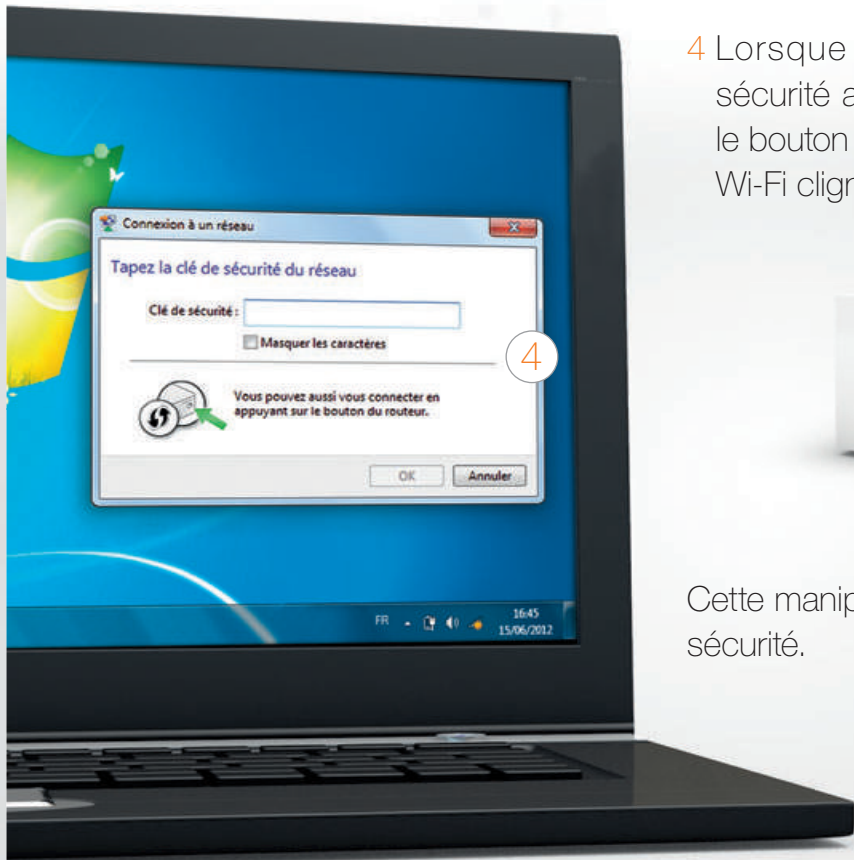 4 Lorsque
sécurité
le bouton
Wi-Fi
Connexion à un réseau
Tapez la clé de sécurité du réseau
Clé de sécurité :
Masquer les caractères
4
Vous pouvez aussi vous connecter en
appuyant sur le bouton du routeur.
OK Annuler
Cette
sécurité.
FR 16:45
15/06/2012